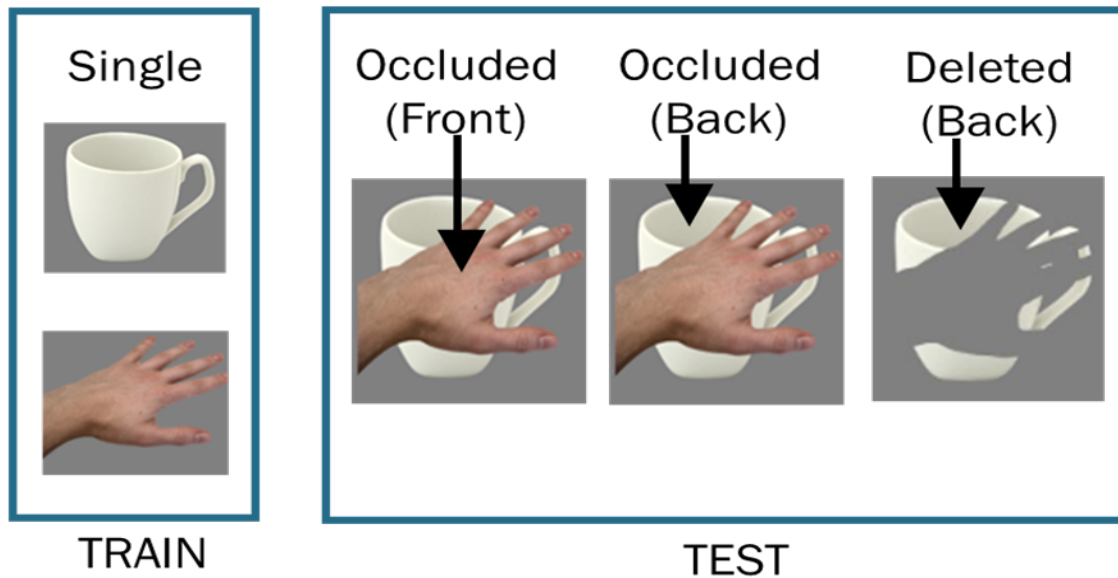 Single
TRAIN
Occluded
(Front)
Occluded
(Back)
Deleted
(Back)
TEST